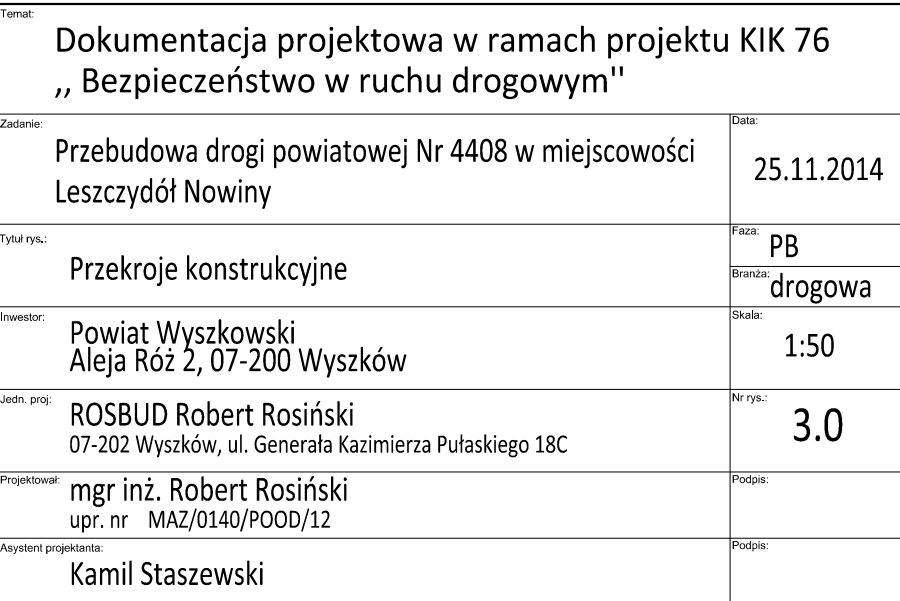 Temat:
Dokumentacja projektowa w ramach projektu KIK 76
,, Bezpieczeństwo w ruchu drogowym"
Zadanie:
Przebudowa drogi powiatowej Nr 4408 w miejscowości
Leszczydół Nowiny
Data:
25.11.2014
Tytuł rys.:
Przekroje konstrukcyjne
Faza:
PB
Branża:
drogowa
Inwestor:
Powiat Wyszkowski
Aleja Róż 2, 07-200 Wyszków
Skala:
1:50
Jedn. proj:
ROSBUD Robert Rosiński
07-202 Wyszków, ul. Generała Kazimierza Pułaskiego 18C
Nr rys.:
3.0
Projektował:
mgr inż. Robert Rosiński
upr. nr MAZ/0140/POOD/12
Podpis:
Asystent projektanta:
Kamil Staszewski
Podpis: